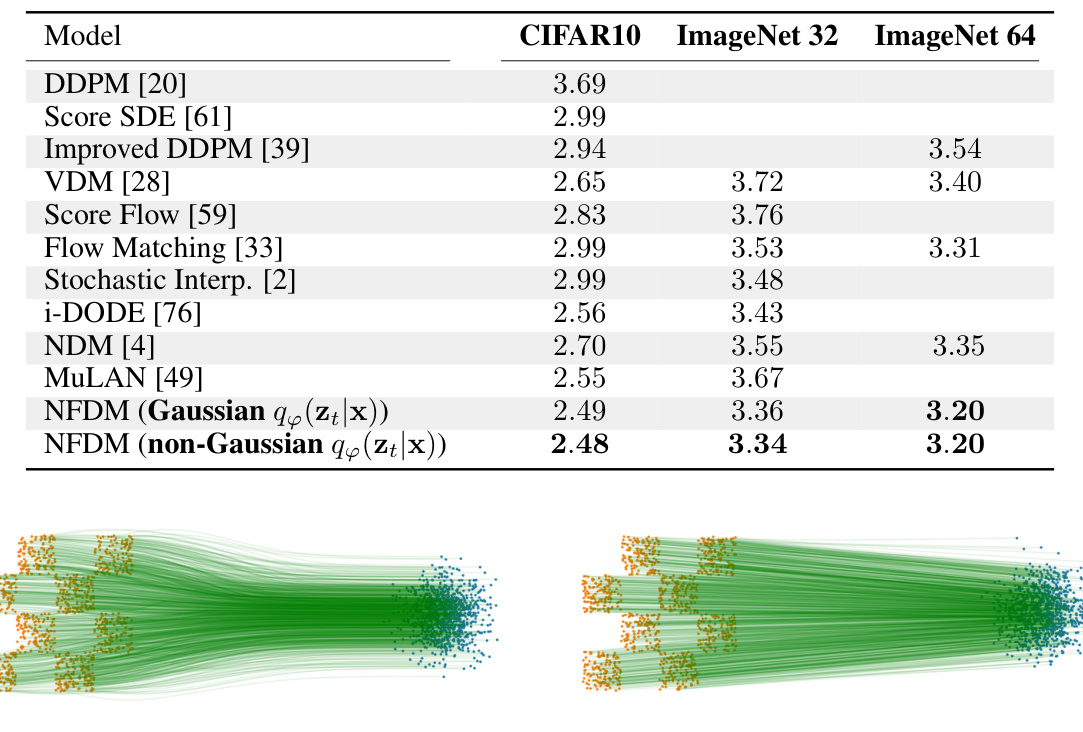 Model CIFAR10 ImageNet 32 ImageNet 64
DDPM [20] 3.69
Score SDE [61] 2.99
Improved DDPM [39] 2.94 3.54
VDM [28] 2.65 3.72 3.40
Score Flow [59] 2.83 3.76
Flow Matching [33] 2.99 3.53 3.31
Stochastic Interp. [2] 2.99 3.48
i-DODE [76] 2.56 3.43
NDM [4] 2.70 3.55 3.35
MuLAN [49] 2.55 3.67
NFDM (Gaussian qφ(zt|x)) 2.49 3.36 3.20
NFDM (non-Gaussian qφ(zt|x)) 2.48 3.34 3.20